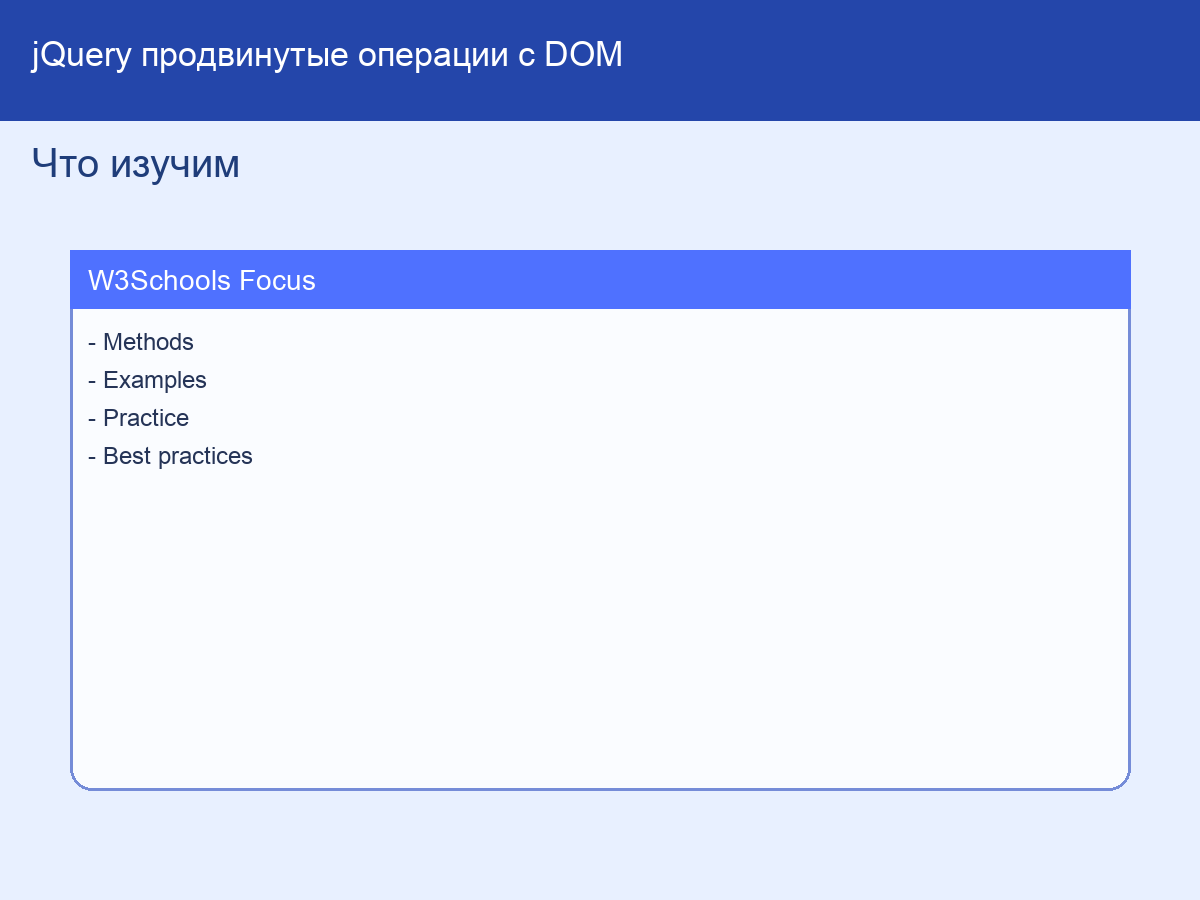 jQuery продвинутые операции с DOM
Что изучим
W3Schools Focus
- Methods
- Examples
- Practice
- Best practices